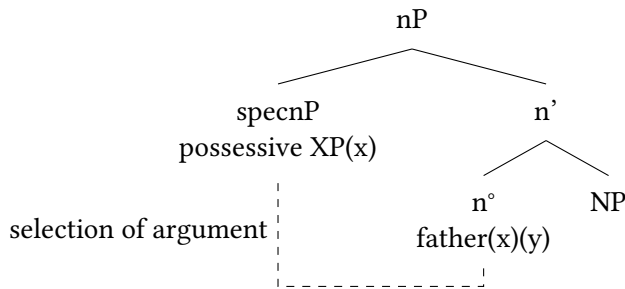 nP
specnP n'
possessive XP(x)
n° NP
selection of argument father(x)(y)